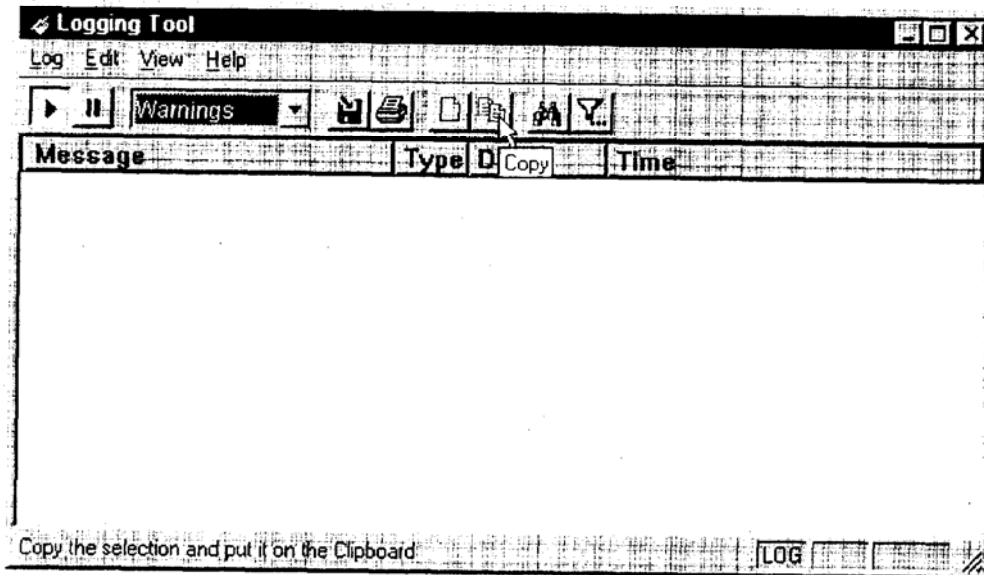 Logging Tool
Log Edit View Help
Warnings
Message Type D Time
Copy
Copy the selection and put it on the Clipboard
LOG